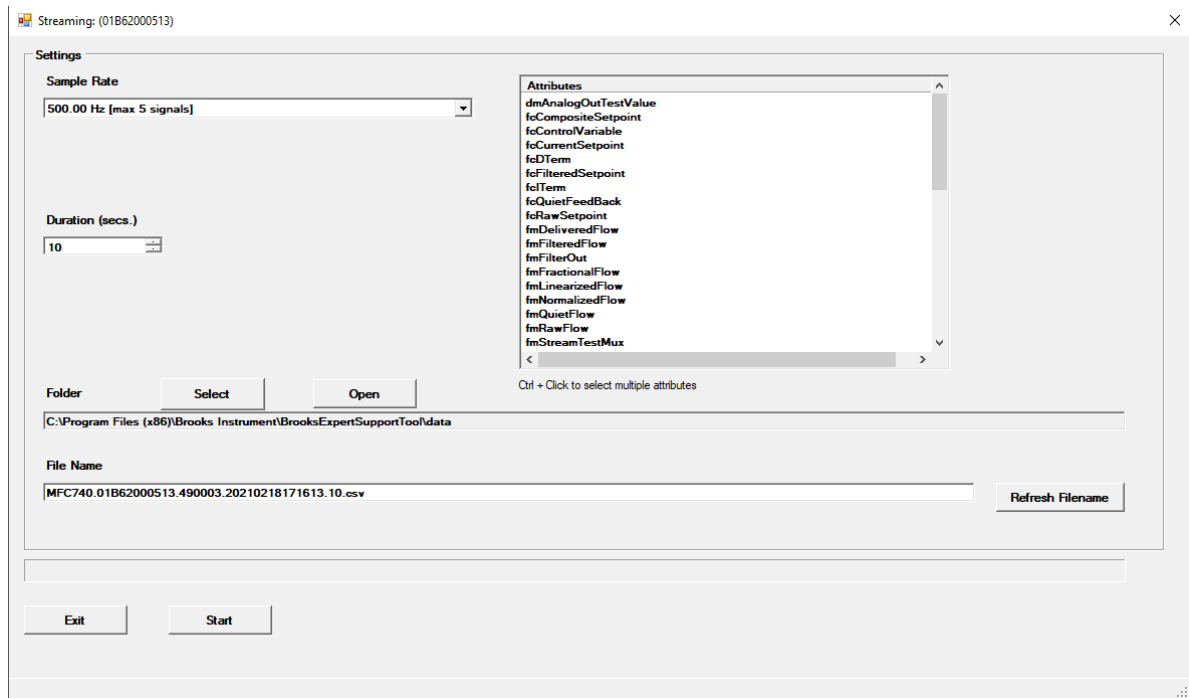 Streaming: (01B62000513)
Settings
Sample Rate
500.00 Hz [max 5 signals]
Duration (secs.)
10
Attributes
dmAnalogOutTestValue
fcCompositeSetpoint
fcControlVariable
fcCurrentSetpoint
fcDTerm
fcFilteredSetpoint
fcITerm
fcQuietFeedBack
fcRawSetpoint
fmDeliveredFlow
fmFilteredFlow
fmFilterOut
fmFractionalFlow
fmLinearizedFlow
fmNormalizedFlow
fmQuietFlow
fmRawFlow
fmStreamTestMux
Ctrl + Click to select multiple attributes
Folder Select Open
C:\Program Files (x86)\Brooks Instrument\BrooksExpertSupportTool\data
File Name
MFC740.01B62000513.490003.20210218171613.10.csv
Refresh Filename
Exit Start